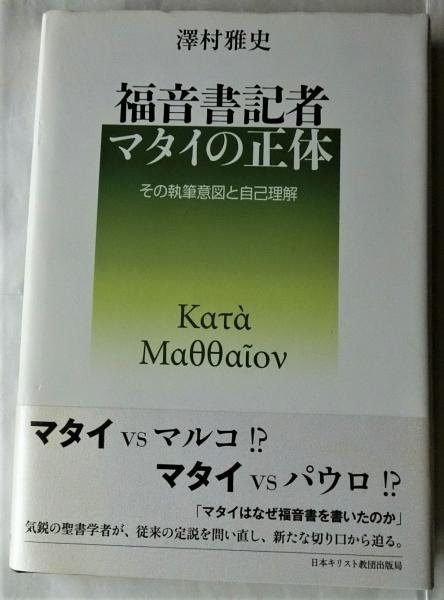 澤村雅史
福音書記者
マタイの正体
その執筆意図と自己理解
Κατὰ
Μαθθαῖον
マタイ vs マルコ!?
マタイ vs パウロ!?
「マタイはなぜ福音書を書いたのか」
気鋭の聖書学者が、従来の定説を問い直し、新たな切り口から迫る。
日本キリスト教団出版局